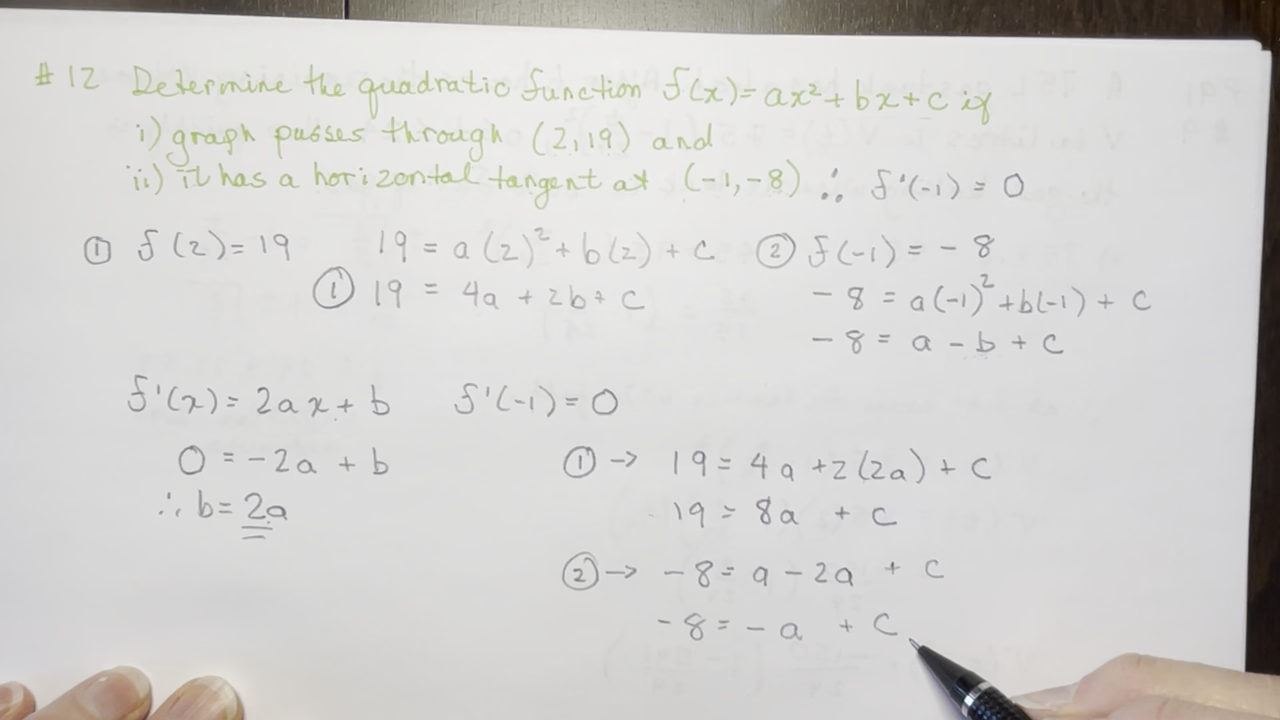 #12 Determine the quadratic function f(x)=ax²+bx+c if
i) graph passes through (2,19) and
ii) it has a horizontal tangent at (-1,-8) ∴ f'(-1) = 0
① f(2)=19 19 = a(2)²+b(2)+c ② f(-1) = -8
① 19 = 4a + 2b + c -8 = a(-1)²+b(-1)+c
-8 = a - b + c
f'(x)=2ax+b f'(-1)=0
0 = -2a + b ① → 19 = 4a +2(2a) + c
∴ b= 2a 19 = 8a + c
② → -8 = a - 2a + c
-8 = - a + c